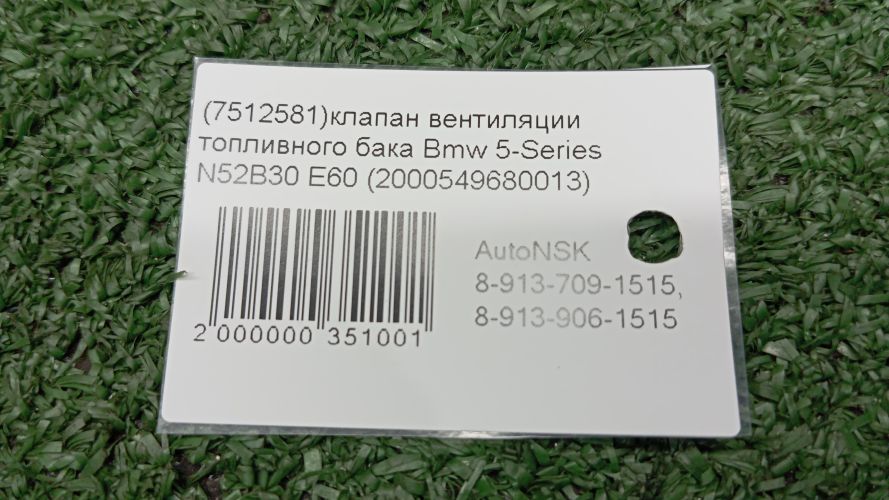 (7512581)клапан вентиляции
топливного бака Bmw 5-Series
N52B30 E60 (2000549680013)
AutoNSK
8-913-709-1515,
8-913-906-1515
2 000000 351001